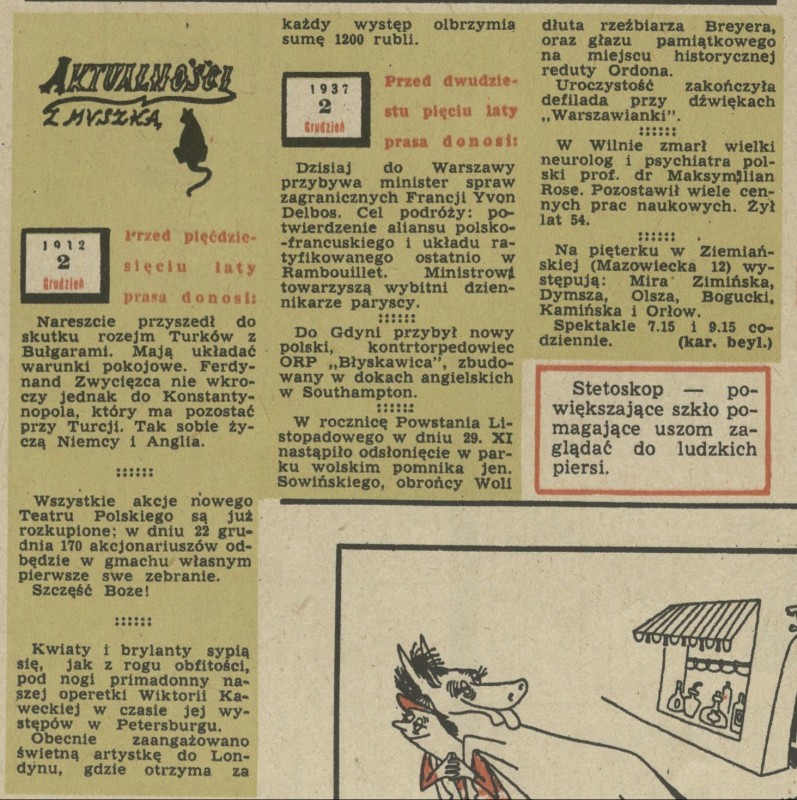 AKTUALNOŚCI
Z MYSZKĄ
1912
2
Grudzień
Przed pięćdzie-
sięciu laty
prasa donosi:
Nareszcie przyszedł do
skutku rozejm Turków z
Bułgarami. Mają układać
warunki pokojowe. Ferdy-
nand Zwycięzca nie wkro-
czy jednak do Konstanty-
nopola, który ma pozostać
przy Turcji. Tak sobie ży-
czą Niemcy i Anglia.
::::::
Wszystkie akcje nowego
Teatru Polskiego są już
rozkupione; w dniu 22 gru-
dnia 170 akcjonariuszów od-
będzie w gmachu własnym
pierwsze swe zebranie.
Szczęść Boże!
::::::
Kwiaty i brylanty sypią
się, jak z rogu obfitości,
pod nogi primadonny na-
szej operetki Wiktorii Ka-
weckiej w czasie jej wy-
stępów w Petersburgu.
Obecnie zaangażowano
świetną artystkę do Lon-
dynu, gdzie otrzyma za
każdy występ olbrzymia
sumę 1200 rubli.
1937
2
Grudzień
Przed dwudzie-
stu pięciu laty
prasa donosi:
Dzisiaj do Warszawy
przybywa minister spraw
zagranicznych Francji Yvon
Delbos. Cel podróży: po-
twierdzenie aliansu polsko-
-francuskiego i układu ra-
tyfikowanego ostatnio w
Rambouillet. Ministrowi
towarzyszą wybitni dzien-
nikarze paryscy.
::::::
Do Gdyni przybył nowy
polski, kontrtorpedowiec
ORP „Błyskawica", zbudo-
wany w dokach angielskich
w Southampton.
::::::
W rocznicę Powstania Li-
stopadowego w dniu 29. XI
nastąpiło odsłonięcie w par-
ku wolskim pomnika jen.
Sowińskiego, obrońcy Woli
dłuta rzeźbiarza Breyera,
oraz głazu pamiątkowego
na miejscu historycznej
reduty Ordona.
Uroczystość zakończyła
defilada przy dźwiękach
„Warszawianki".
::::::
W Wilnie zmarł wielki
neurolog i psychiatra pol-
ski prof. dr Maksymilian
Rose. Pozostawił wiele cen-
nych prac naukowych. Żył
lat 54.
::::::
Na pięterku w Ziemiań-
skiej (Mazowiecka 12) wy-
stępują: Mira Zimińska,
Dymsza, Olsza, Bogucki,
Kamińska i Orłow.
Spektakle 7.15 i 9.15 co-
dziennie. (kar. beyl.)
Stetoskop — po-
większające szkło po-
magające uszom za-
glądać do ludzkich
piersi.